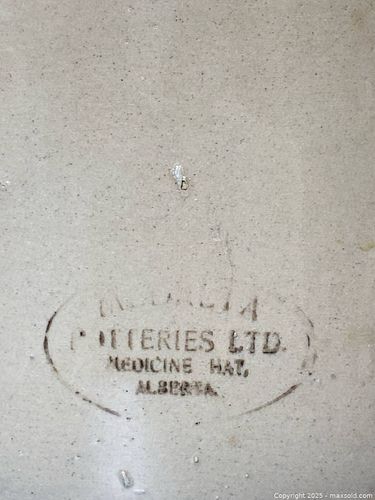 POTTERIES LTD.
MEDICINE HAT,
ALBERTA.
Copyright 2025 - maxsold.com